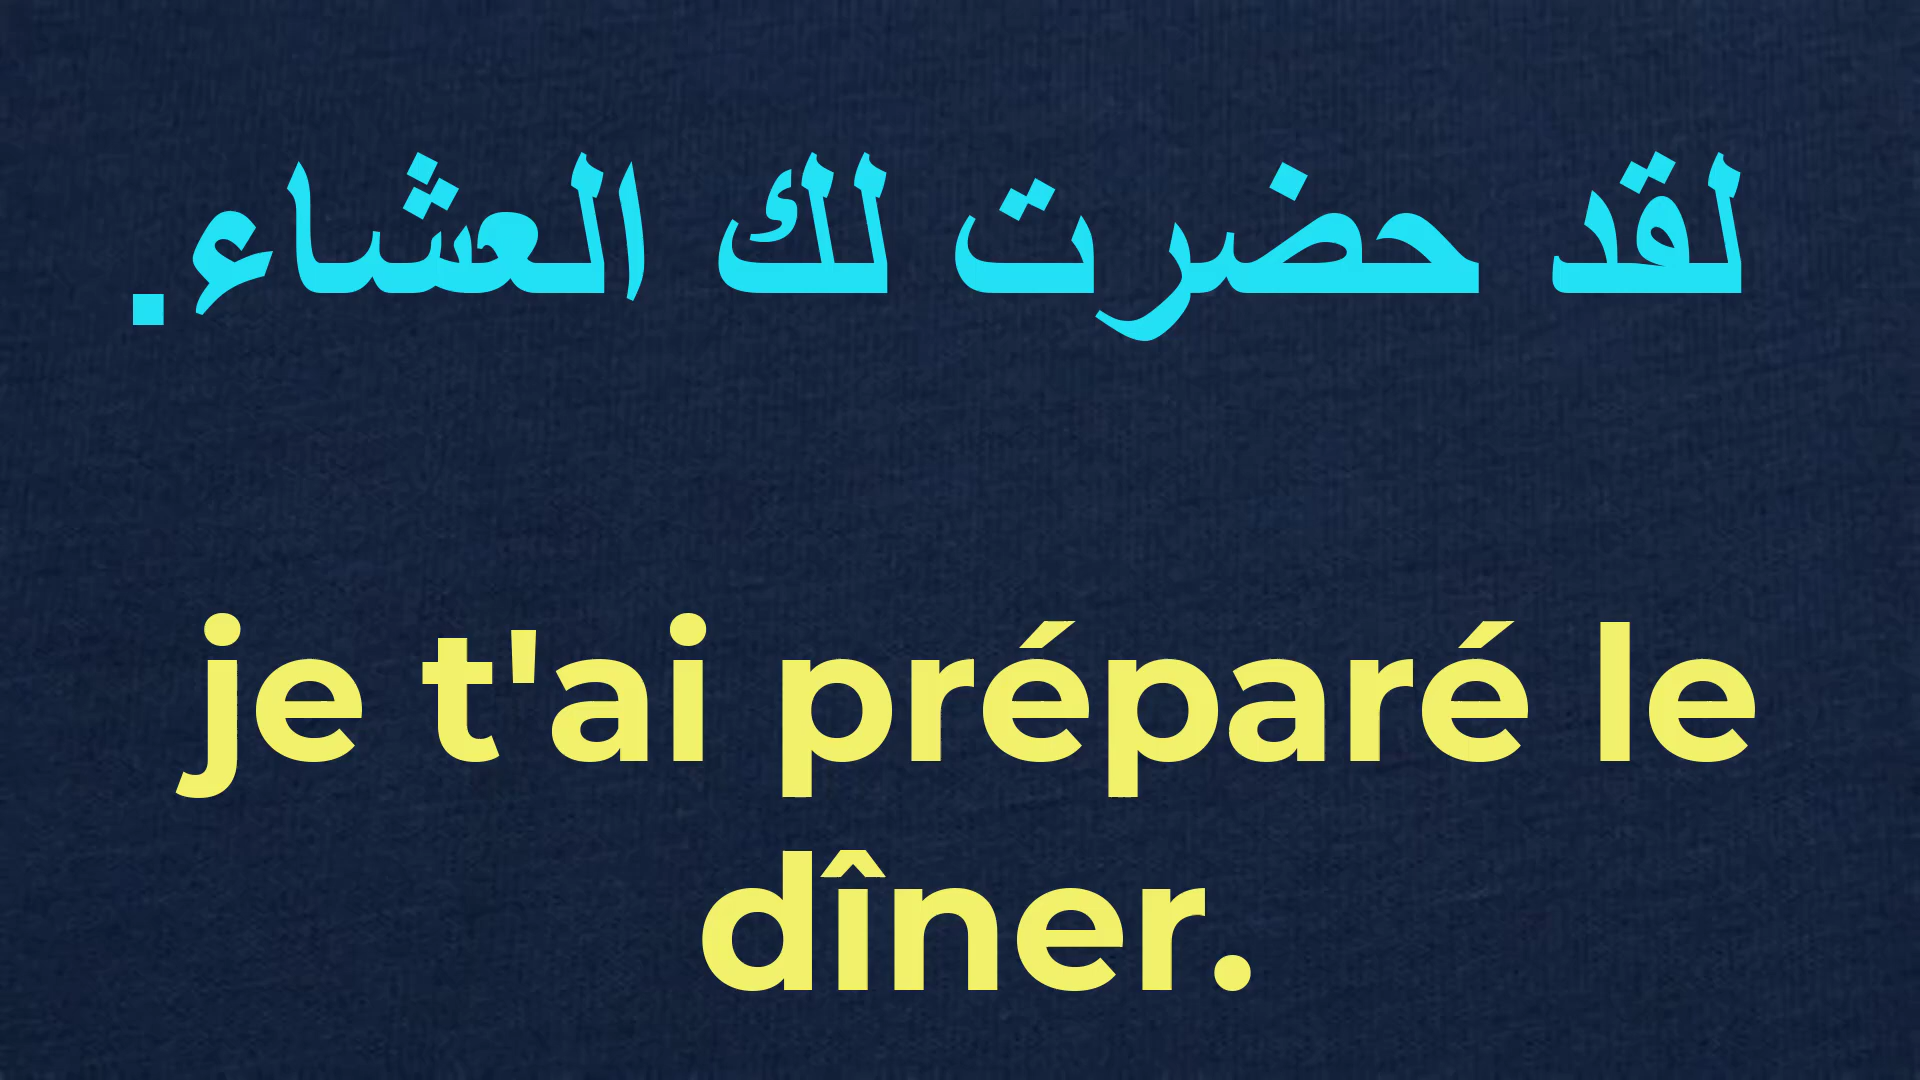 لقد حضرت لك العشاء.
je t'ai préparé le
dîner.